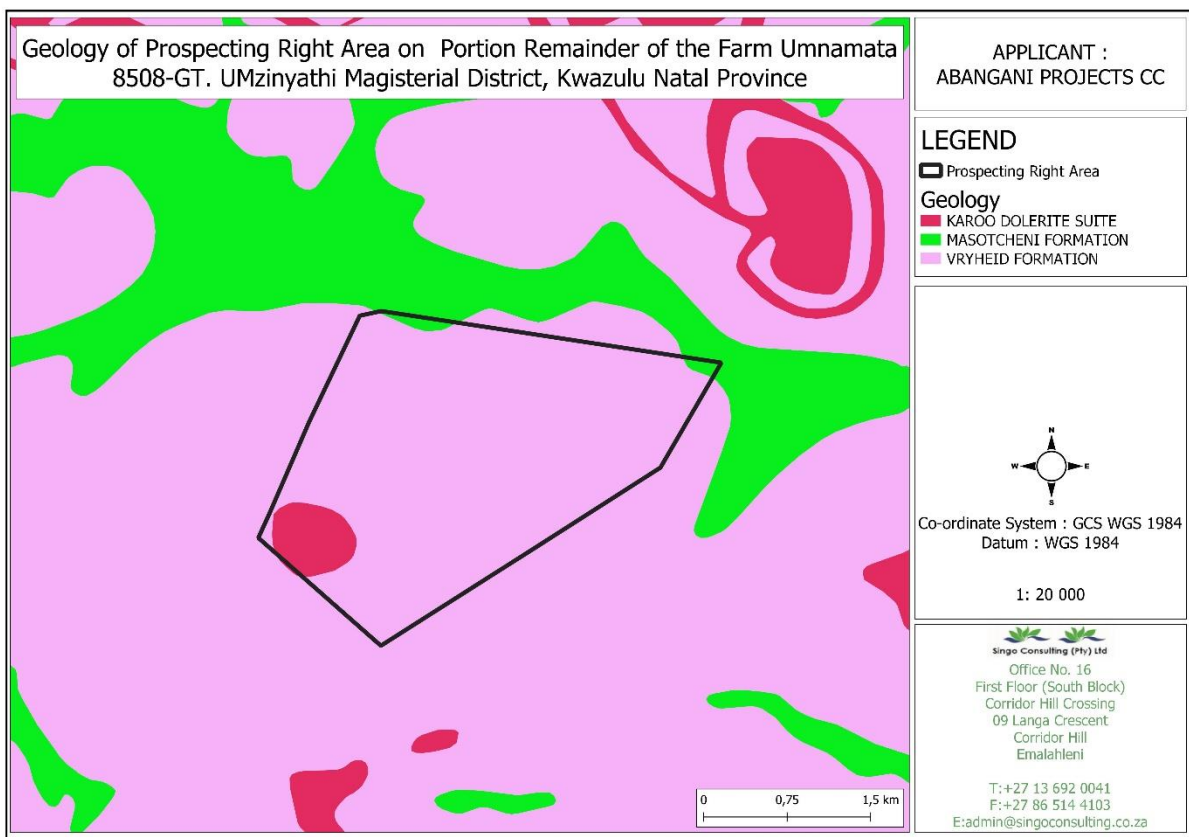 Geology of Prospecting Right Area on Portion Remainder of the Farm Umnamata
8508-GT. UMzinyathi Magisterial District, Kwazulu Natal Province
APPLICANT :
ABANGANI PROJECTS CC
LEGEND
Prospecting Right Area
Geology
KAROO DOLERITE SUITE
MASOTCHENI FORMATION
VRYHEID FORMATION
N
W E
S
Co-ordinate System : GCS WGS 1984
Datum : WGS 1984
1: 20 000
0 0,75 1,5 km
Singo Consulting (Pty) Ltd
Office No. 16
First Floor (South Block)
Corridor Hill Crossing
09 Langa Crescent
Corridor Hill
Emalahleni
T:+27 13 692 0041
F:+27 86 514 4103
E:admin@singoconsulting.co.za